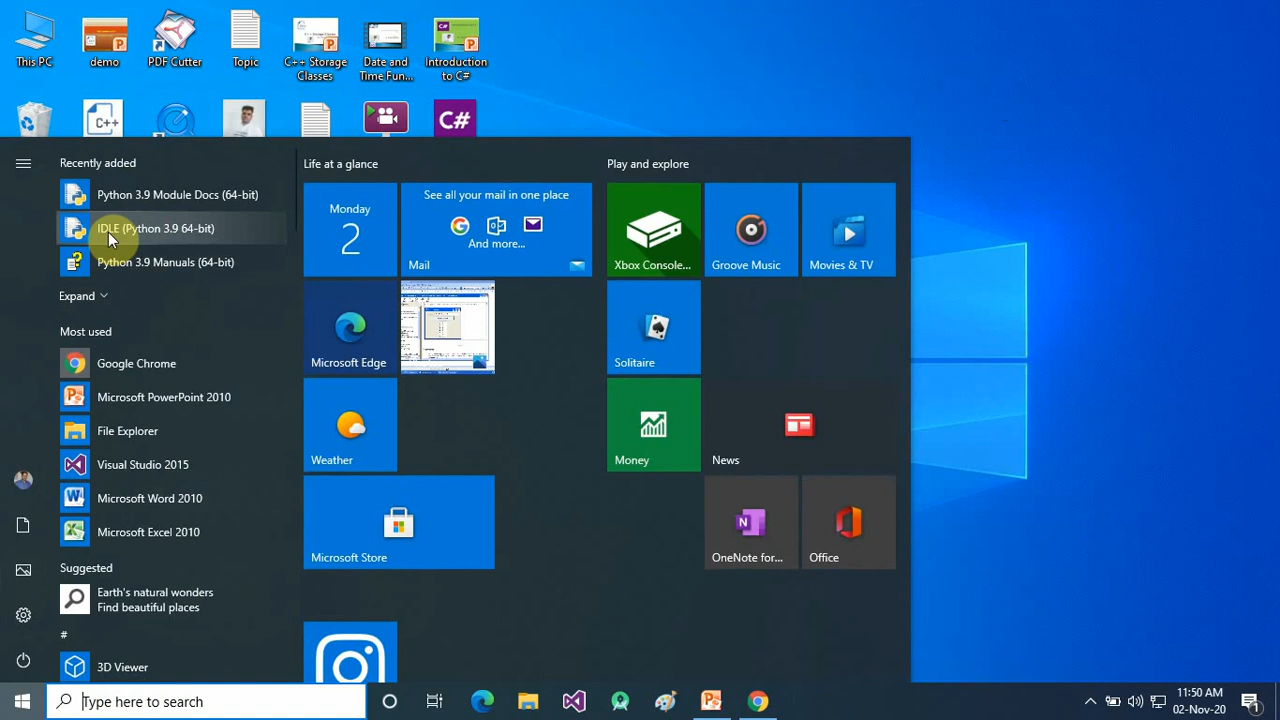 This PC
demo
PDF Cutter
Topic
C++ Storage
Classes
Date and
Time Fun...
Introduction
to C#
C++
C#
Recently added
Python 3.9 Module Docs (64-bit)
IDLE (Python 3.9 64-bit)
Python 3.9 Manuals (64-bit)
Expand
Most used
Google Chrome
Microsoft PowerPoint 2010
File Explorer
Visual Studio 2015
Microsoft Word 2010
Microsoft Excel 2010
Suggested
Earth's natural wonders
Find beautiful places
#
3D Viewer
Life at a glance
Monday
2
See all your mail in one place
And more...
Mail
Microsoft Edge
Weather
Microsoft Store
Play and explore
Xbox Console...
Groove Music
Movies & TV
Solitaire
Money
News
OneNote for...
Office
Type here to search
11:50 AM
02-Nov-20
1